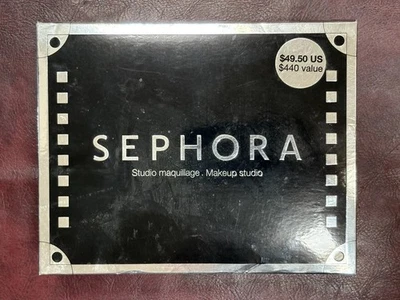 $49.50 US
$440 value
SEPHORA
Studio maquillage . Makeup studio